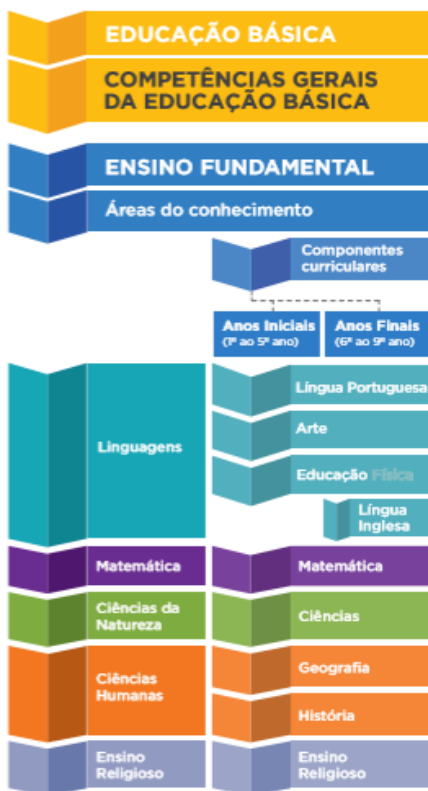 EDUCAÇÃO BÁSICA
COMPETÊNCIAS GERAIS
DA EDUCAÇÃO BÁSICA
ENSINO FUNDAMENTAL
Áreas do conhecimento
Componentes
curriculares
Anos Iniciais
(1º ao 5º ano)
Anos Finais
(6º ao 9º ano)
Linguagens
Língua Portuguesa
Arte
Educação Física
Língua
Inglesa
Matemática
Matemática
Ciências da
Natureza
Ciências
Ciências
Humanas
Geografia
História
Ensino
Religioso
Ensino
Religioso